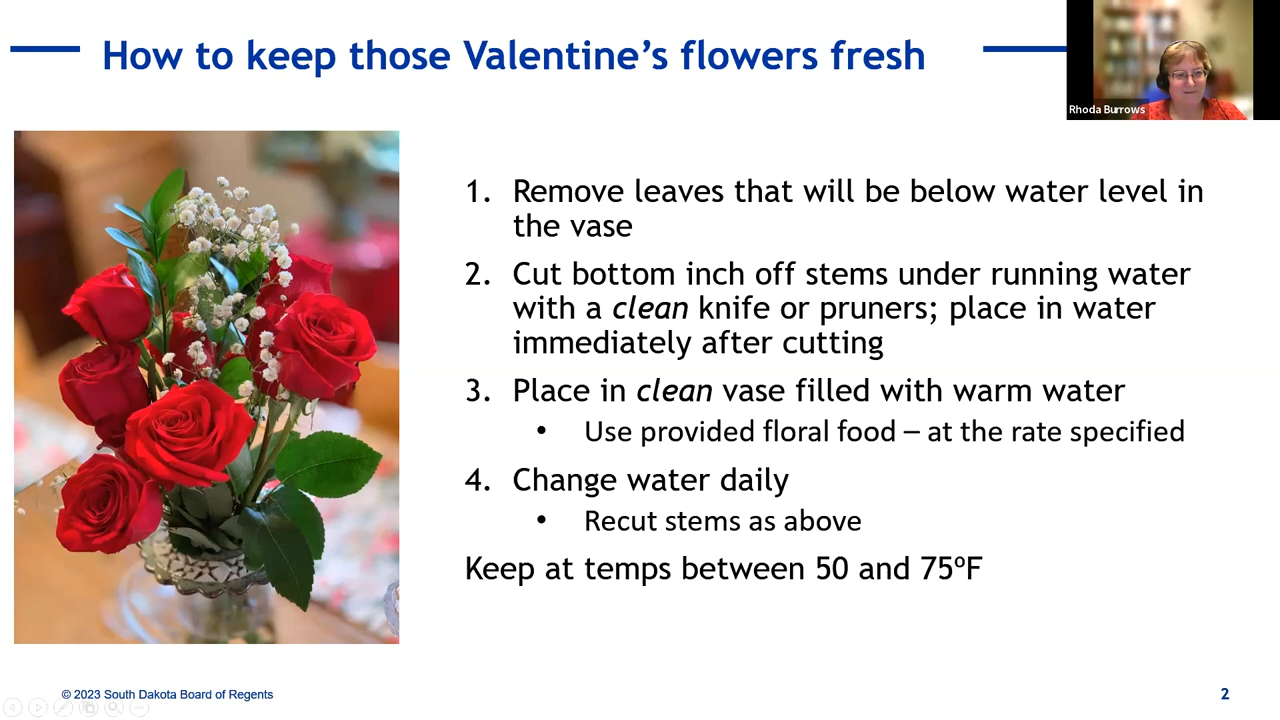 How to keep those Valentine’s flowers fresh
Rhoda Burrows
1. Remove leaves that will be below water level in
the vase
2. Cut bottom inch off stems under running water
with a clean knife or pruners; place in water
immediately after cutting
3. Place in clean vase filled with warm water
• Use provided floral food – at the rate specified
4. Change water daily
• Recut stems as above
Keep at temps between 50 and 75ºF
© 2023 South Dakota Board of Regents
2